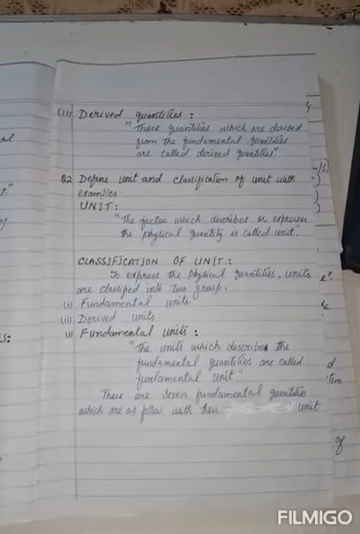 (ii) Derived quantities :
"Those quantities which are derived
from the fundamental quantities
are called derived quantities"
Q2 Define unit and classification of unit with
examples
UNIT:
"The factor which describes or expresses
the physical quantity is called unit."
CLASSIFICATION OF UNIT:
To express the physical quantities, units
are classified into two group.
(i) Fundamental units
(ii) Derived units
(i) Fundamental units :
"The units which describe the
fundamental quantities are called
fundamental unit"
There are seven fundamental quantities
which are as follow with their unit
FILMIGO